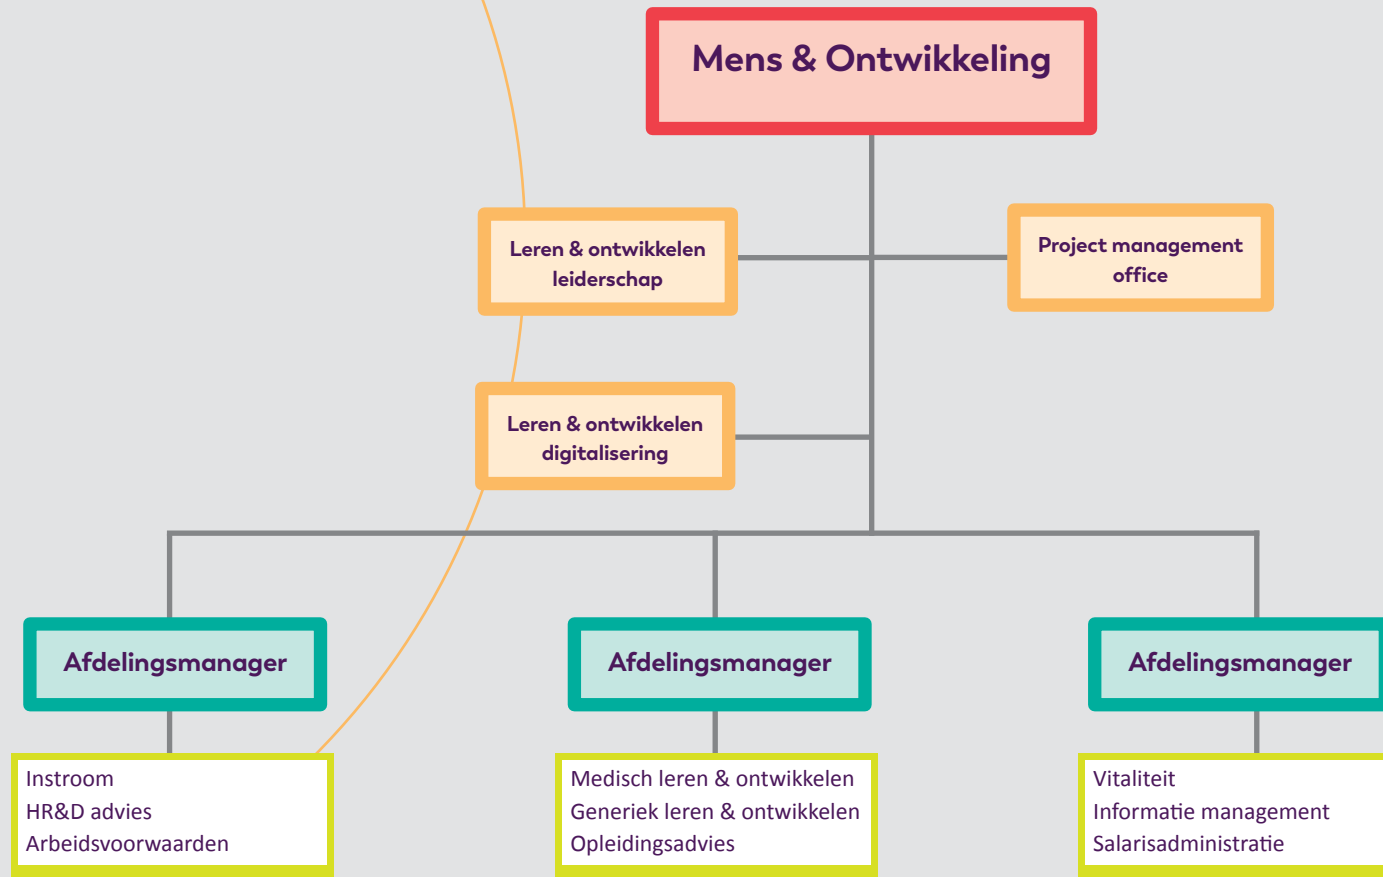 Mens & Ontwikkeling
Leren & ontwikkelen
leiderschap
Project management
office
Leren & ontwikkelen
digitalisering
Afdelingsmanager
Afdelingsmanager
Afdelingsmanager
Instroom
HR&D advies
Arbeidsvoorwaarden
Medisch leren & ontwikkelen
Generiek leren & ontwikkelen
Opleidingsadvies
Vitaliteit
Informatie management
Salarisadministratie